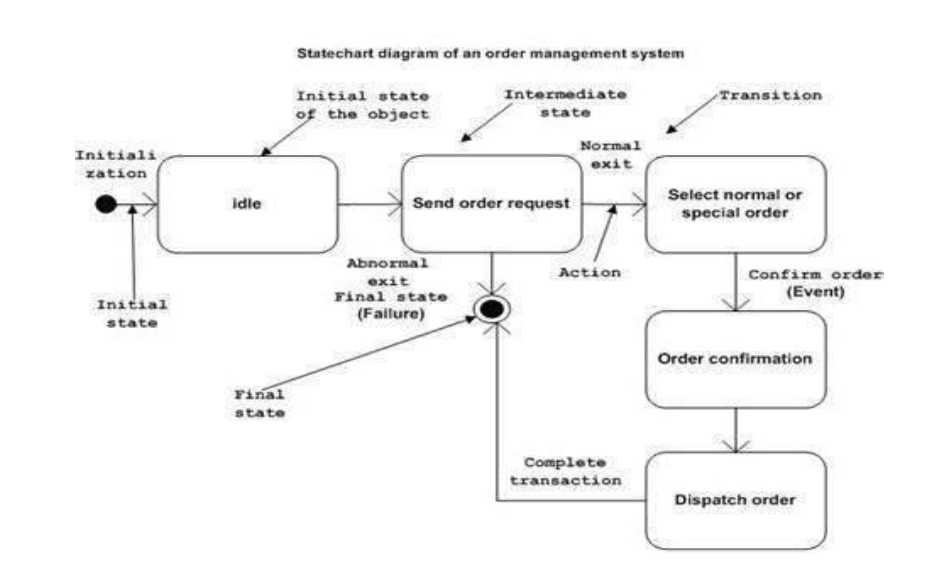 Statechart diagram of an order management system
Initial state
of the object
Intermediate
state
Transition
Initiali
zation
Normal
exit
idle
Send order request
Select normal or
special order
Abnormal
exit
Final state
(Failure)
Action
Confirm order
(Event)
Initial
state
Order confirmation
Final
state
Complete
transaction
Dispatch order